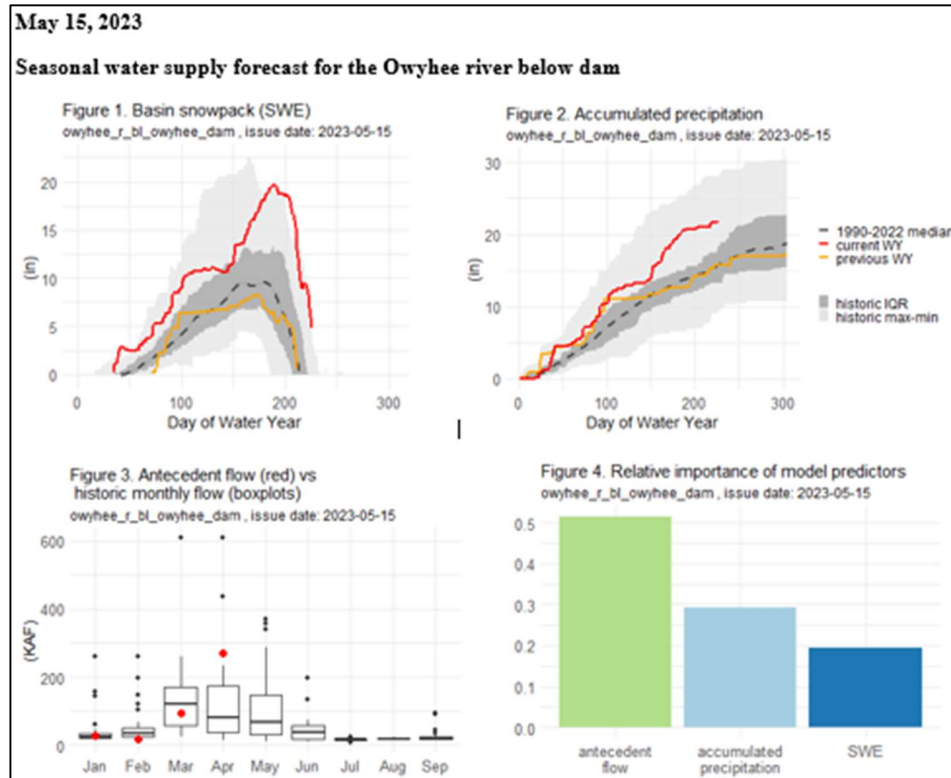 May 15, 2023
Seasonal water supply forecast for the Owyhee river below dam
Figure 1. Basin snowpack (SWE)
owyhee_r_bl_owyhee_dam , issue date: 2023-05-15
(in)
20
15
10
5
0
0 100 200 300
Day of Water Year
Figure 2. Accumulated precipitation
owyhee_r_bl_owyhee_dam , issue date: 2023-05-15
(in)
30
20
10
0
0 100 200 300
Day of Water Year
1990-2022 median
current WY
previous WY
historic IQR
historic max-min
Figure 3. Antecedent flow (red) vs
historic monthly flow (boxplots)
owyhee_r_bl_owyhee_dam , issue date: 2023-05-15
(KAF)
600
400
200
0
Jan Feb Mar Apr May Jun Jul Aug Sep
Figure 4. Relative importance of model predictors
owyhee_r_bl_owyhee_dam , issue date: 2023-05-15
0.5
0.4
0.3
0.2
0.1
0.0
antecedent
flow
accumulated
precipitation
SWE